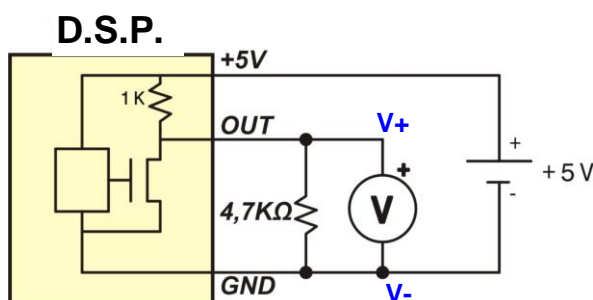 D.S.P.
+5V
1K
OUT
V+
+
+
+5V
4,7KΩ
V
-
GND
V-